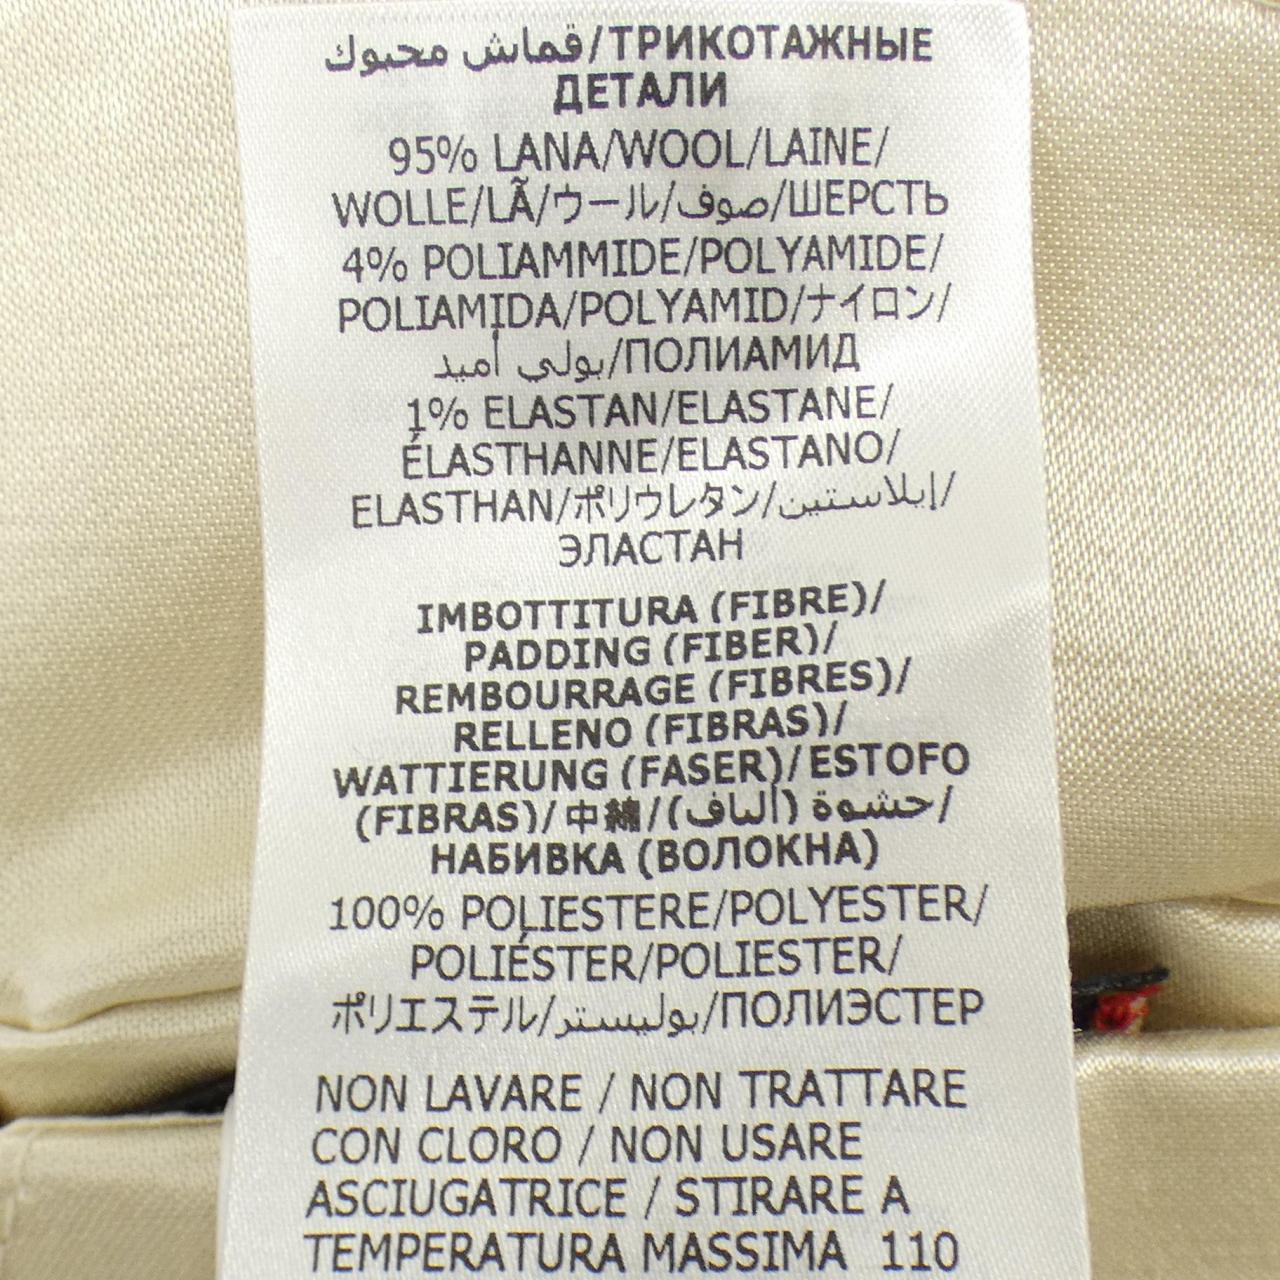 قماش محبوك/ТРИКОТАЖНЫЕ
ДЕТАЛИ
95% LANA/WOOL/LAINE/
WOLLE/LÃ/ウール/صوف/ШЕРСТЬ
4% POLIAMMIDE/POLYAMIDE/
POLIAMIDA/POLYAMID/ナイロン/
بولي أميد/ПОЛИАМИД
1% ELASTAN/ELASTANE/
ÉLASTHANNE/ELASTANO/
ELASTHAN/ポリウレタン/إيلاستين/
ЭЛАСТАН
IMBOTTITURA (FIBRE)/
PADDING (FIBER)/
REMBOURRAGE (FIBRES)/
RELLENO (FIBRAS)/
WATTIERUNG (FASER)/ESTOFO
(FIBRAS)/中綿/حشوة (ألياف)/
НАБИВКА (ВОЛОКНА)
100% POLIESTERE/POLYESTER/
POLIÉSTER/POLIESTER/
ポリエステル/بوليستر/ПОЛИЭСТЕР
NON LAVARE / NON TRATTARE
CON CLORO / NON USARE
ASCIUGATRICE / STIRARE A
TEMPERATURA MASSIMA 110